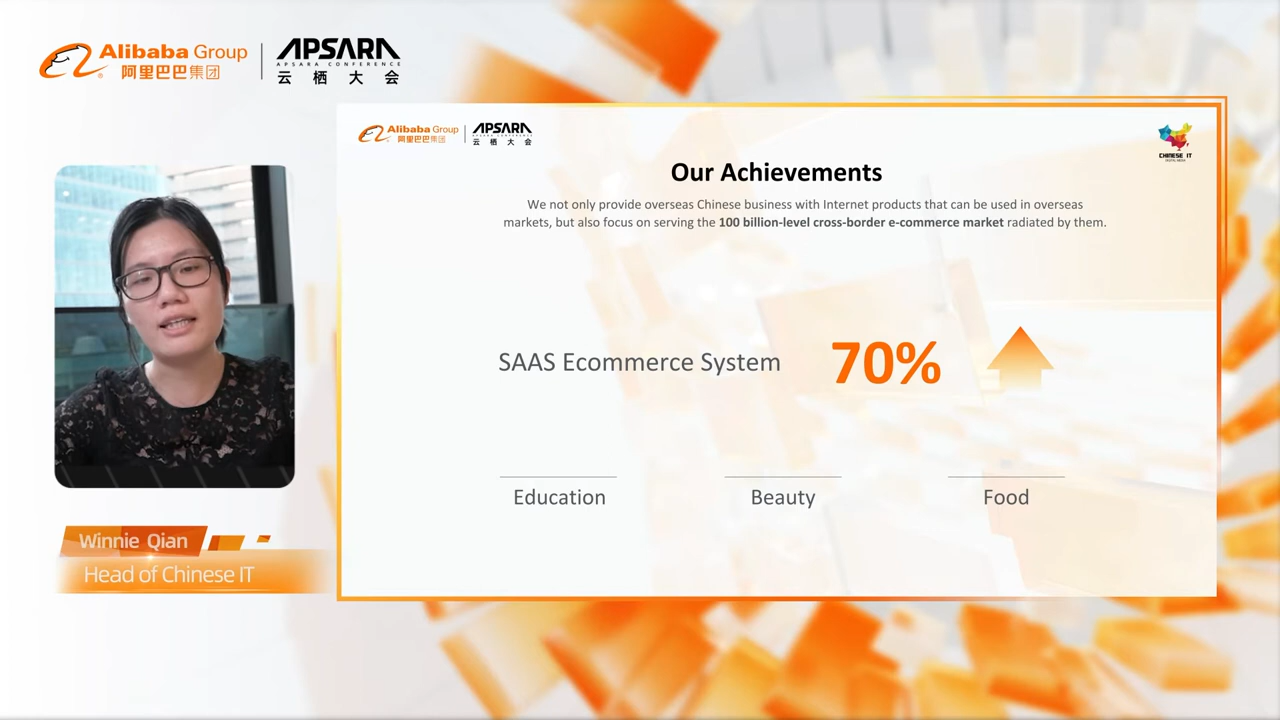 Alibaba Group
阿里巴巴集团
APSARA
APSARA CONFERENCE
云栖大会
Alibaba Group
阿里巴巴集团
APSARA
APSARA CONFERENCE
云栖大会
CHINESE IT
DIGITAL MEDIA
Our Achievements
We not only provide overseas Chinese business with Internet products that can be used in overseas
markets, but also focus on serving the 100 billion-level cross-border e-commerce market radiated by them.
SAAS Ecommerce System 70%
Education Beauty Food
Winnie Qian
Head of Chinese IT